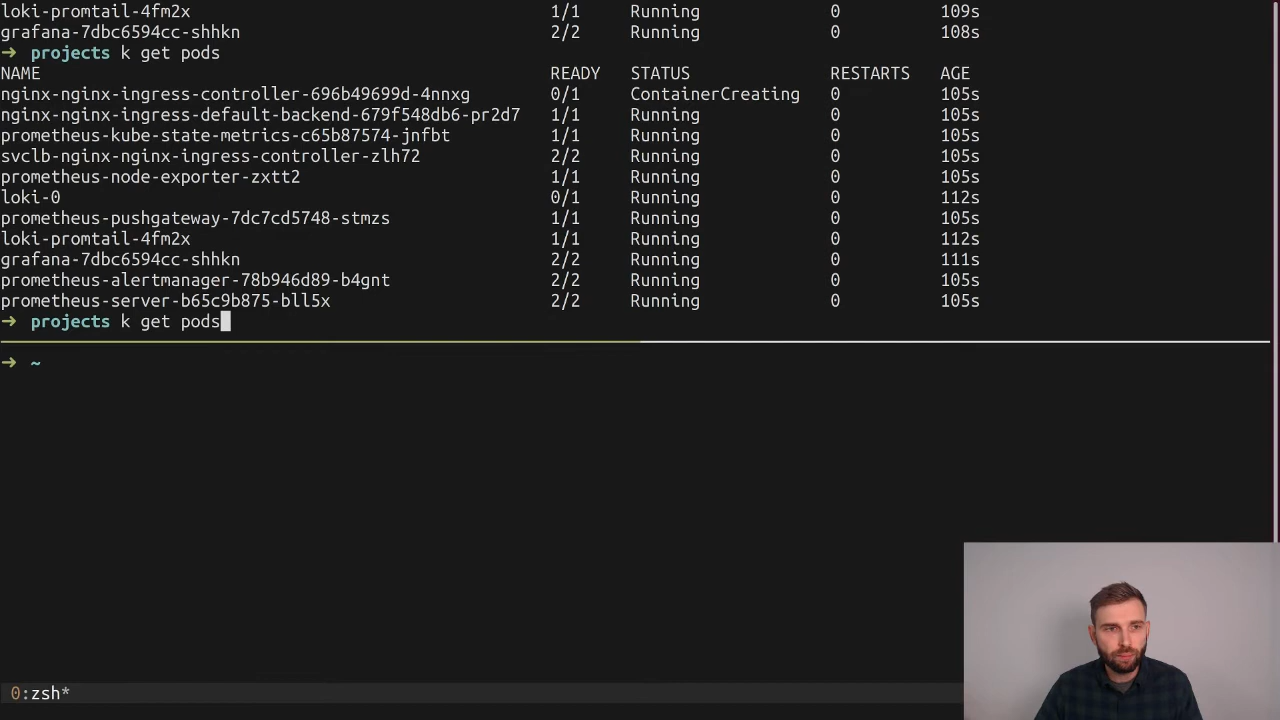 loki-promtail-4fm2x 1/1 Running 0 109s
grafana-7dbc6594cc-shhkn 2/2 Running 0 108s
→ projects k get pods
NAME READY STATUS RESTARTS AGE
nginx-nginx-ingress-controller-696b49699d-4nnxg 0/1 ContainerCreating 0 105s
nginx-nginx-ingress-default-backend-679f548db6-pr2d7 1/1 Running 0 105s
prometheus-kube-state-metrics-c65b87574-jnfbt 1/1 Running 0 105s
svclb-nginx-nginx-ingress-controller-zlh72 2/2 Running 0 105s
prometheus-node-exporter-zxtt2 1/1 Running 0 105s
loki-0 0/1 Running 0 112s
prometheus-pushgateway-7dc7cd5748-stmzs 1/1 Running 0 105s
loki-promtail-4fm2x 1/1 Running 0 112s
grafana-7dbc6594cc-shhkn 2/2 Running 0 111s
prometheus-alertmanager-78b946d89-b4gnt 2/2 Running 0 105s
prometheus-server-b65c9b875-bll5x 2/2 Running 0 105s
→ projects k get pods
→ ~
0:zsh*